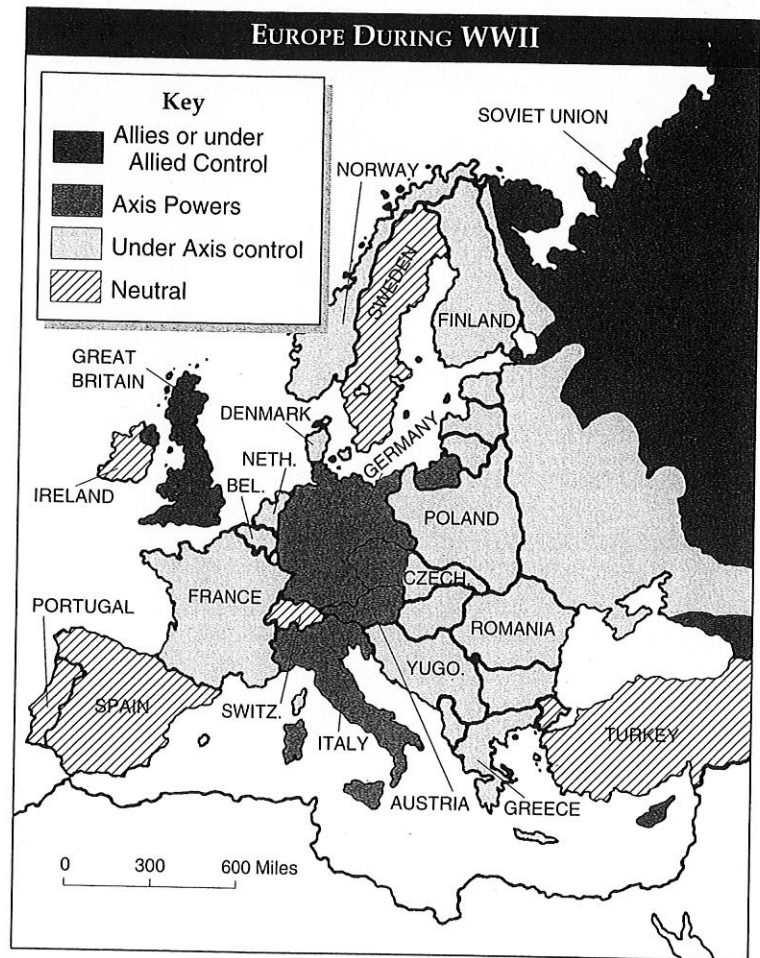 EUROPE DURING WWII
Key
Allies or under
Allied Control
Axis Powers
Under Axis control
Neutral
SOVIET UNION
NORWAY
SWEDEN
FINLAND
GREAT
BRITAIN
DENMARK
GERMANY
NETH.
IRELAND
BEL.
POLAND
CZECH.
FRANCE
PORTUGAL
ROMANIA
YUGO.
SPAIN
SWITZ.
ITALY
TURKEY
AUSTRIA
GREECE
0 300 600 Miles